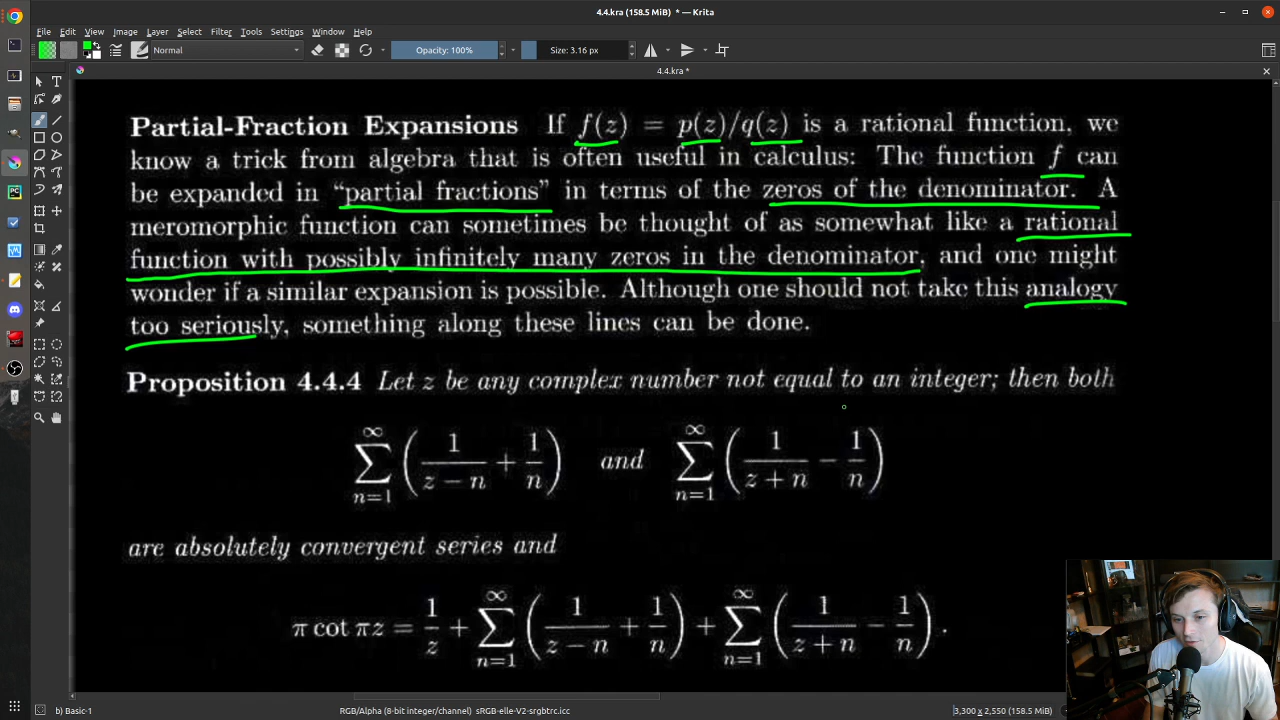 4.4.kra (158.5 MiB) * — Krita
File Edit View Image Layer Select Filter Tools Settings Window Help
Normal Opacity: 100% Size: 3.16 px
4.4.kra *
Partial-Fraction Expansions If f(z) = p(z)/q(z) is a rational function, we
know a trick from algebra that is often useful in calculus: The function f can
be expanded in “partial fractions” in terms of the zeros of the denominator. A
meromorphic function can sometimes be thought of as somewhat like a rational
function with possibly infinitely many zeros in the denominator, and one might
wonder if a similar expansion is possible. Although one should not take this analogy
too seriously, something along these lines can be done.
Proposition 4.4.4 Let z be any complex number not equal to an integer; then both
∑_{n=1}^{∞} (1/(z − n) + 1/n) and ∑_{n=1}^{∞} (1/(z + n) − 1/n)
are absolutely convergent series and
π cot πz = 1/z + ∑_{n=1}^{∞} (1/(z − n) + 1/n) + ∑_{n=1}^{∞} (1/(z + n) − 1/n).
b) Basic-1 RGB/Alpha (8-bit integer/channel) sRGB-elle-V2-srgbtrc.icc 3,300 x 2,550 (158.5 MiB)